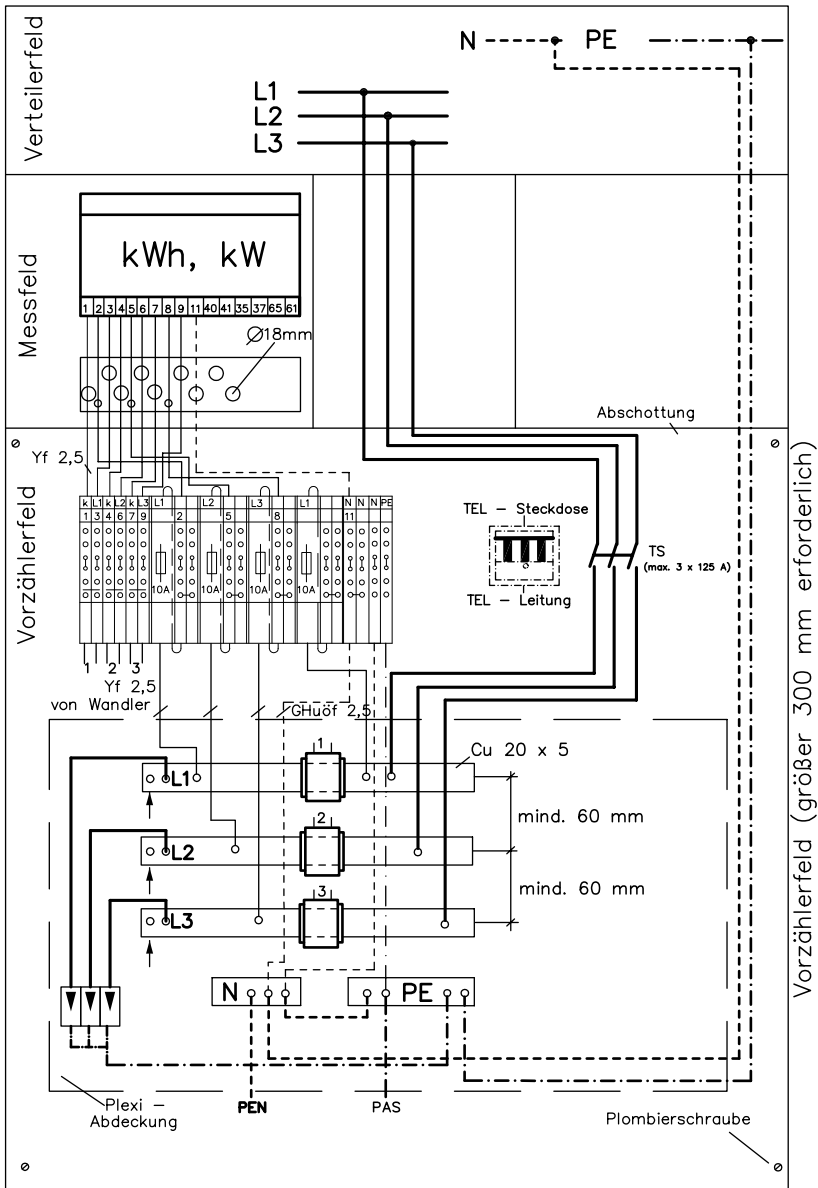 Verteilerfeld
N
PE
L1
L2
L3
Messfeld
kWh, kW
1 2 3 4 5 6 7 8 9 11 40 41 35 37 65 61
Ø18mm
Abschottung
Vorzählerfeld
Yf 2,5
k L1 k L2 k L3 L1 L2 L3 L1 N N N PE
1 3 4 6 7 9 2 5 8 11
10A 10A 10A 10A
TEL – Steckdose
TEL – Leitung
TS
(max. 3 x 125 A)
1 2 3
Yf 2,5
von Wandler
GHuöf 2,5
1
L1
Cu 20 x 5
mind. 60 mm
2
L2
mind. 60 mm
3
L3
N
PE
Plexi –
Abdeckung
PEN
PAS
Plombierschraube
Vorzählerfeld (größer 300 mm erforderlich)